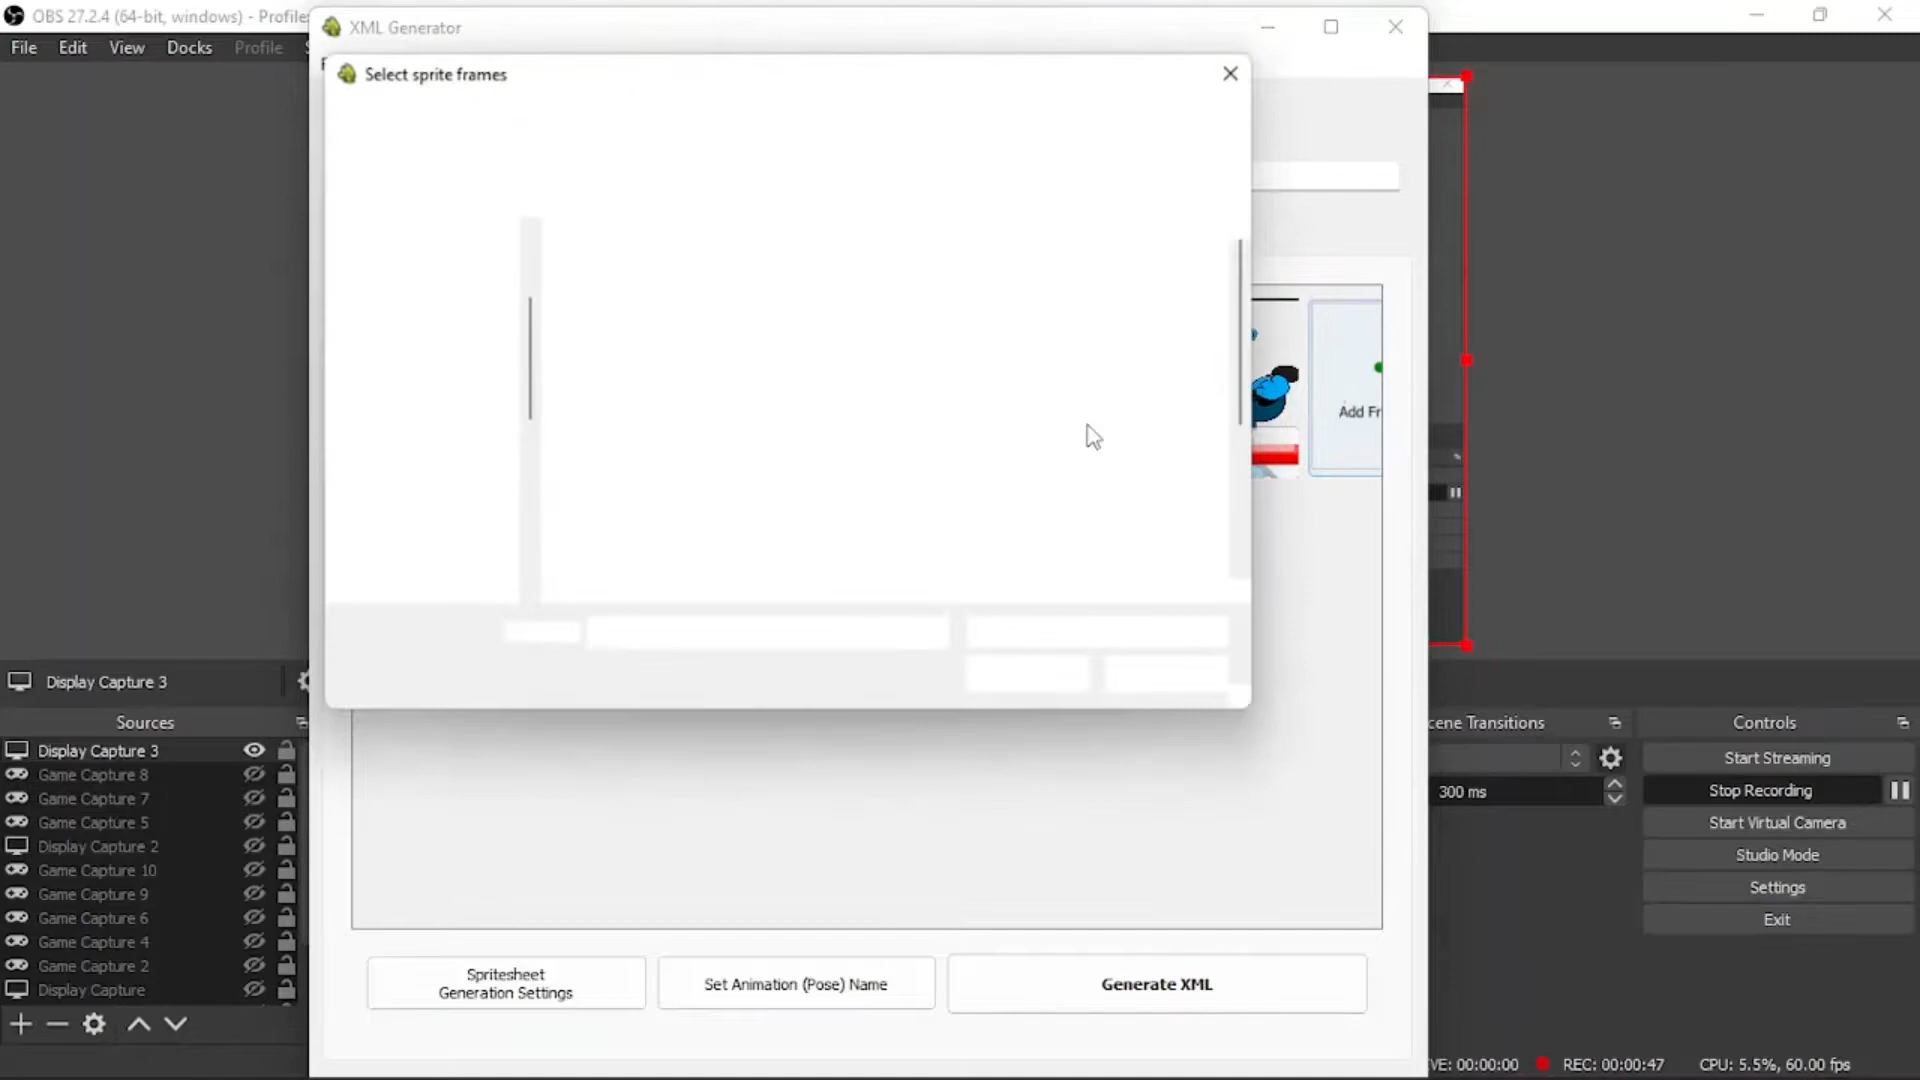 OBS 27.2.4 (64-bit, windows) - Profile:
XML Generator
File Edit View Docks Profile
Select sprite frames
Add Fr
Display Capture 3
Sources
cene Transitions
Controls
Display Capture 3
Game Capture 8
Game Capture 7
Game Capture 5
Display Capture 2
Game Capture 10
Game Capture 9
Game Capture 6
Game Capture 4
Game Capture 2
Display Capture
300 ms
Start Streaming
Stop Recording
Start Virtual Camera
Studio Mode
Settings
Exit
Spritesheet
Generation Settings
Set Animation (Pose) Name
Generate XML
VE: 00:00:00
REC: 00:00:47
CPU: 5.5%, 60.00 fps